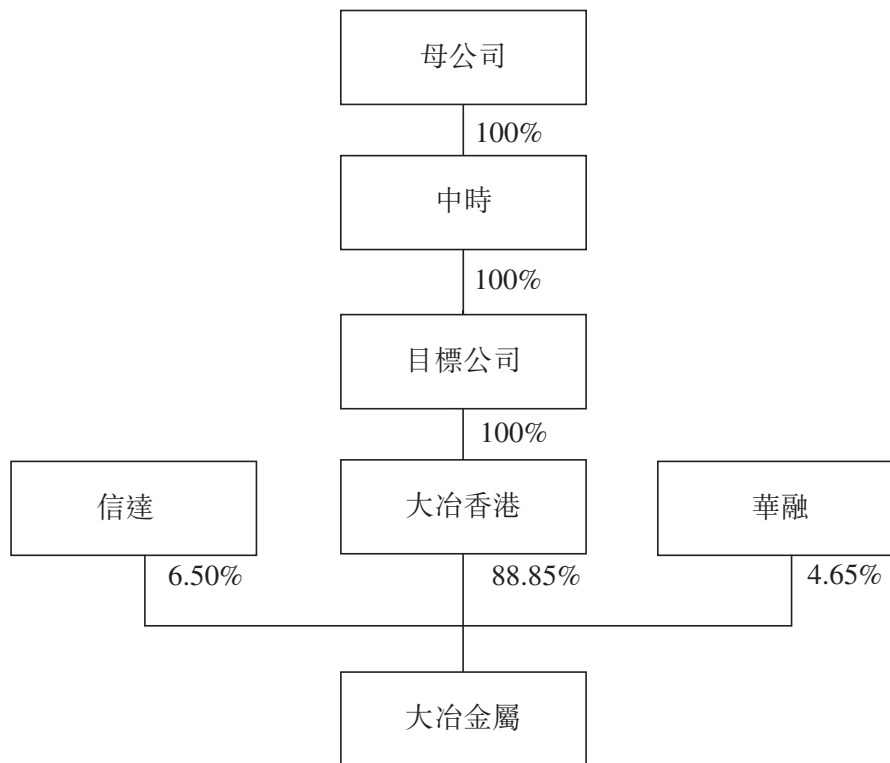 母公司
100%
中時
100%
目標公司
100%
信達
大冶香港
華融
6.50%
88.85%
4.65%
大冶金屬